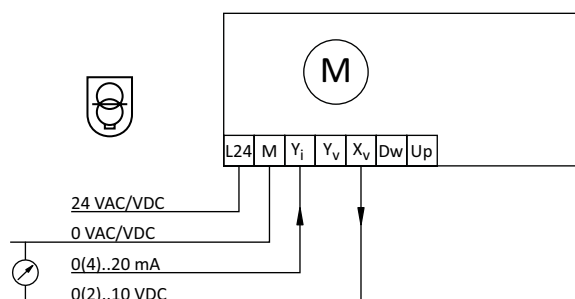 M
L24 M Yi Yv Xv Dw Up
24 VAC/VDC
0 VAC/VDC
0(4)..20 mA
0(2)..10 VDC